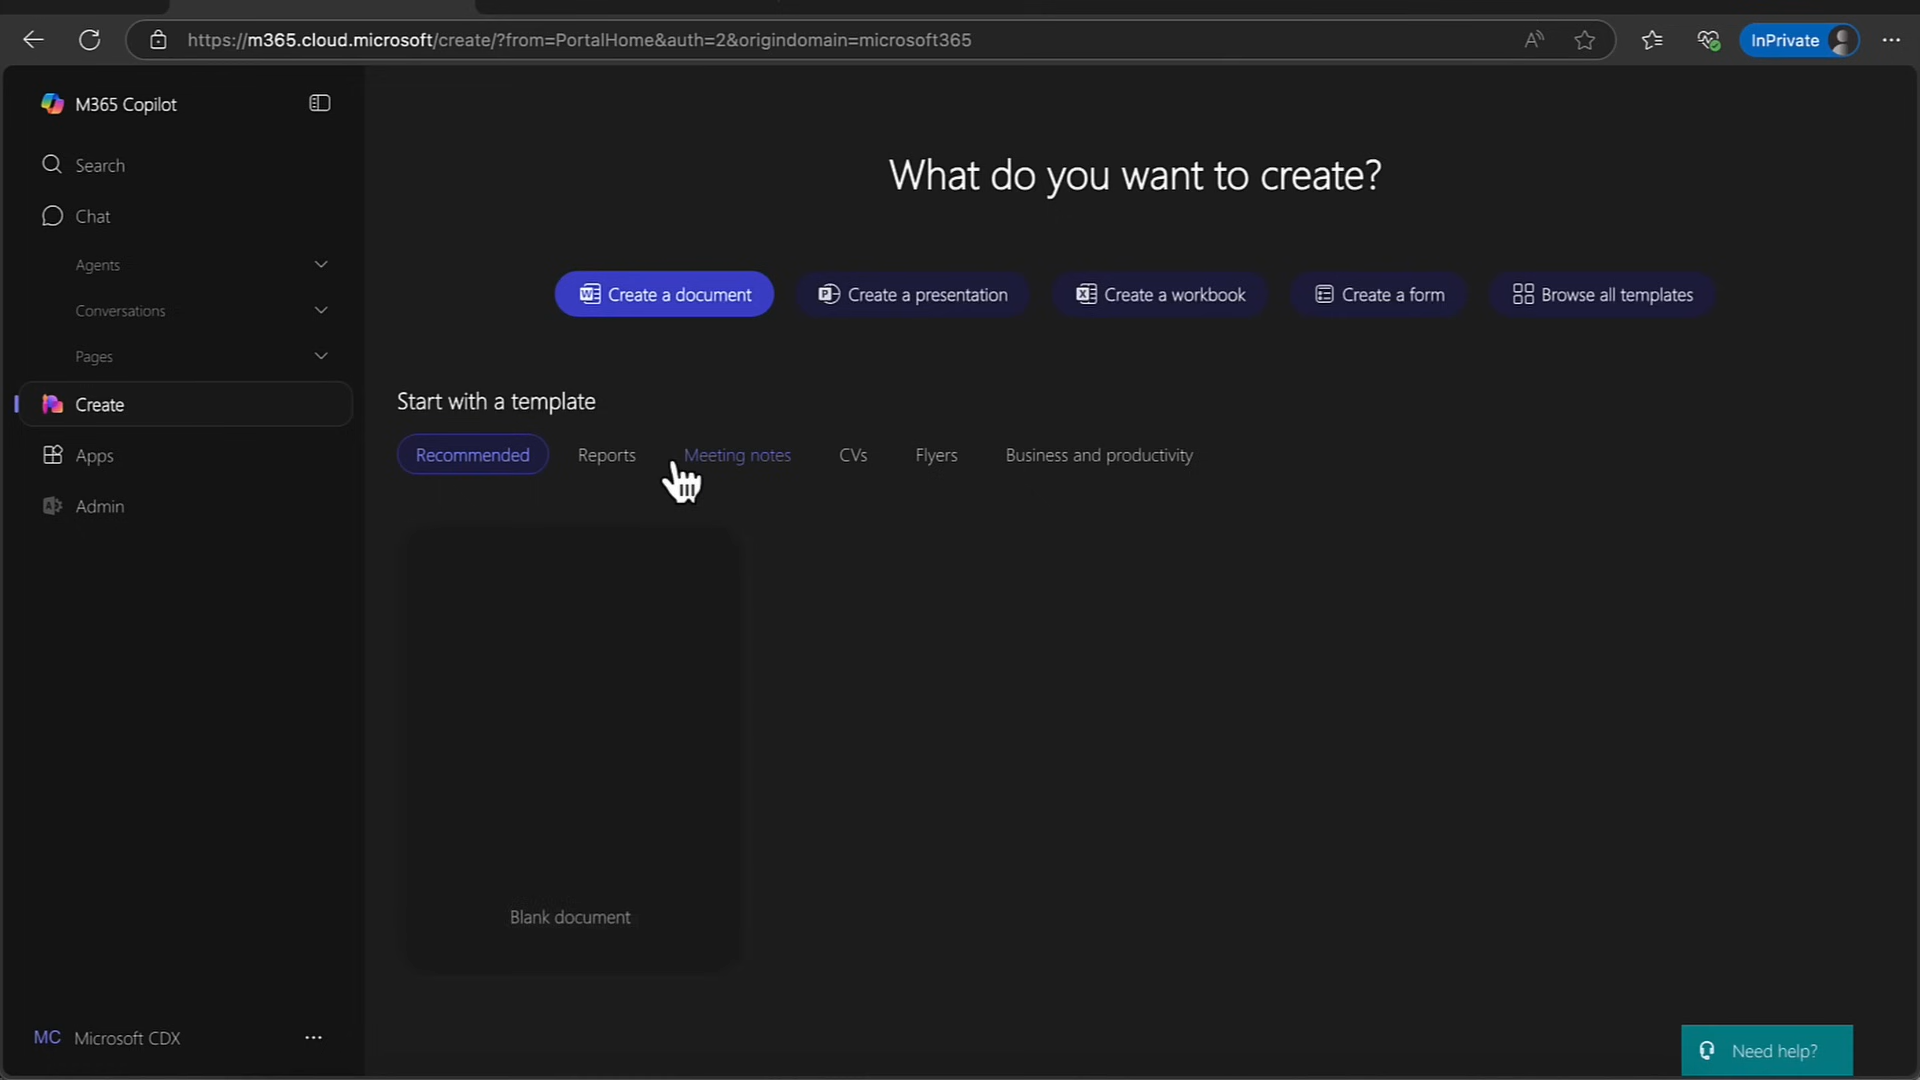 https://m365.cloud.microsoft/create/?from=PortalHome&auth=2&origindomain=microsoft365
InPrivate
M365 Copilot
Search
Chat
Agents
Conversations
Pages
Create
Apps
Admin
MC Microsoft CDX
What do you want to create?
Create a document Create a presentation Create a workbook Create a form Browse all templates
Start with a template
Recommended Reports Meeting notes CVs Flyers Business and productivity
Blank document
Need help?